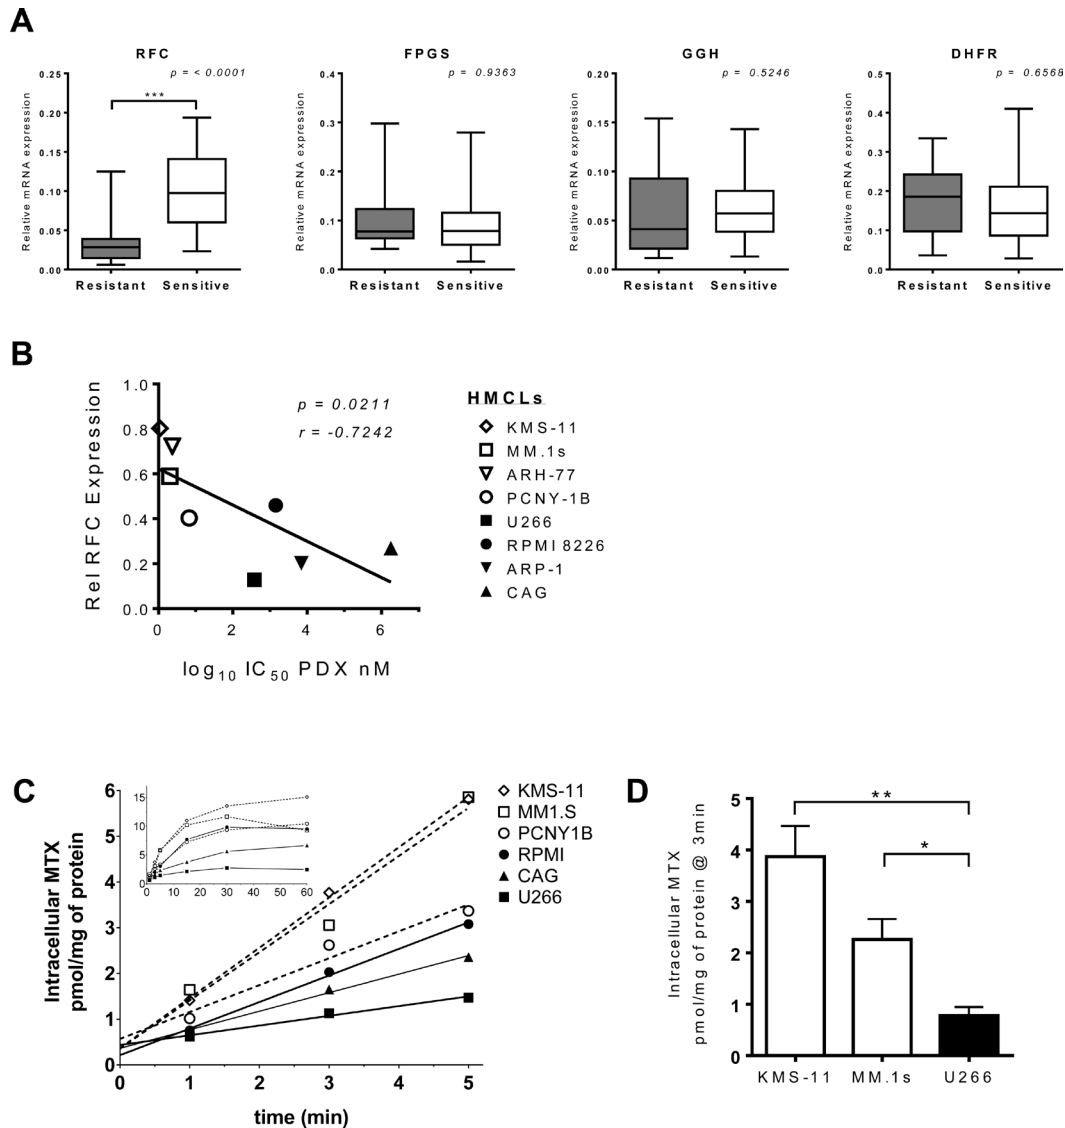 A
RFC
p = < 0.0001
***
Relative mRNA expression
0.25
0.20
0.15
0.10
0.05
0.00
Resistant Sensitive
FPGS
p = 0.9363
Relative mRNA expression
0.4
0.3
0.2
0.1
0.0
Resistant Sensitive
GGH
p = 0.5246
Relative mRNA expression
0.20
0.15
0.10
0.05
0.00
Resistant Sensitive
DHFR
p = 0.6568
Relative mRNA expression
0.5
0.4
0.3
0.2
0.1
0.0
Resistant Sensitive
B
Rel RFC Expression
1.0
0.8
0.6
0.4
0.2
0.0
0 2 4 6
log10 IC50 PDX nM
p = 0.0211
r = -0.7242
HMCLs
KMS-11
MM.1s
ARH-77
PCNY-1B
U266
RPMI 8226
ARP-1
CAG
C
Intracellular MTX
pmol/mg of protein
6
5
4
3
2
1
0
0 1 2 3 4 5
time (min)
15
10
5
0
0 5 10 15 20 25 30 35 40 45 50 55 60
KMS-11
MM1.S
PCNY1B
RPMI
CAG
U266
D
Intracellular MTX
pmol/mg of protein @ 3min
5
4
3
2
1
0
**
*
KMS-11 MM.1s U266